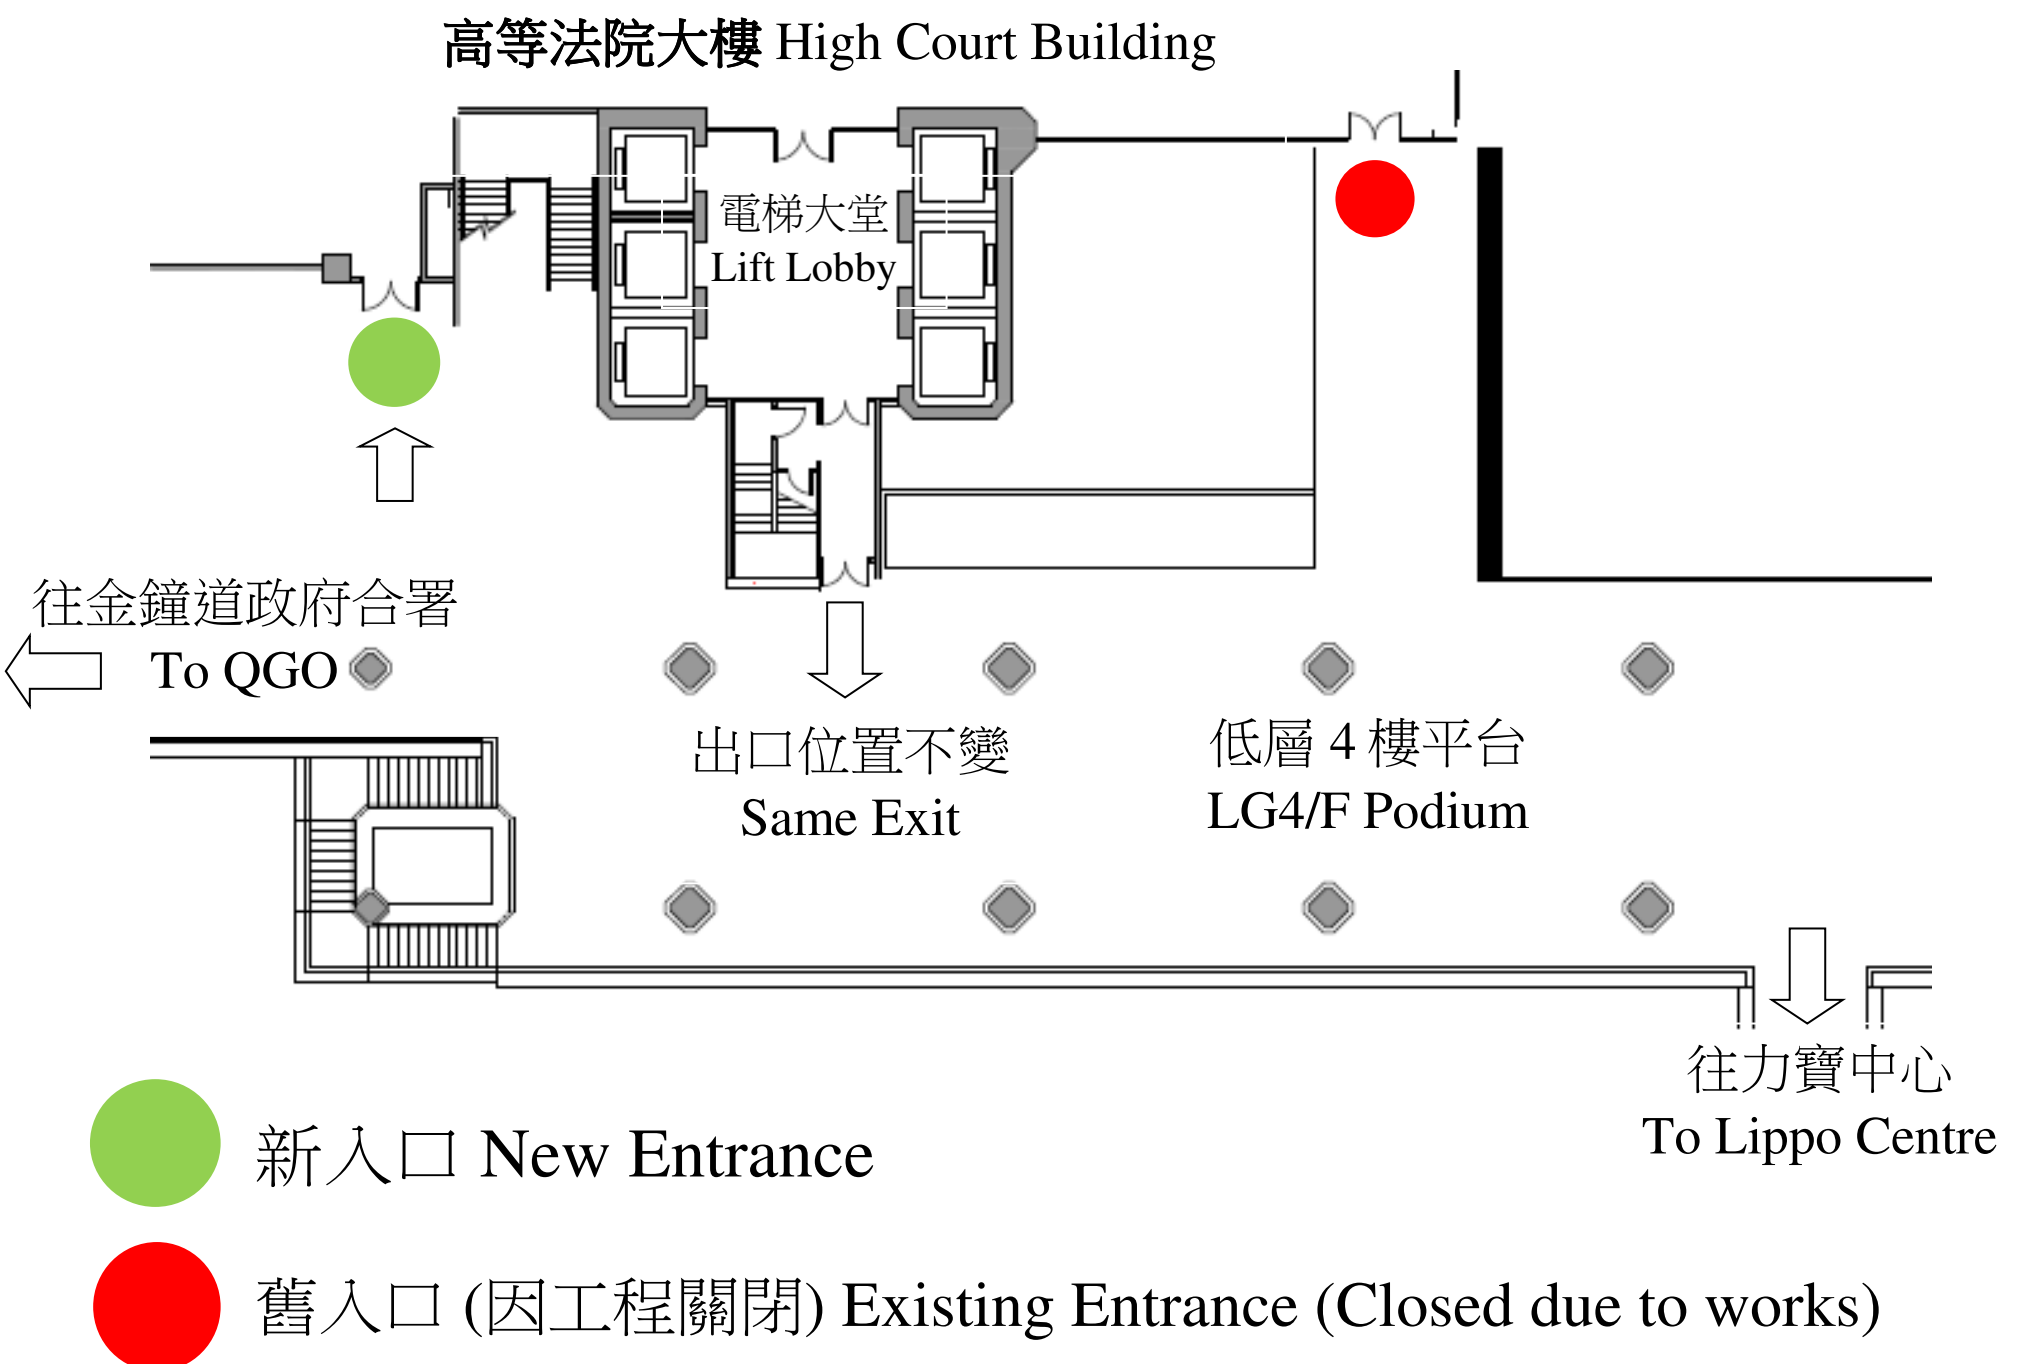 高等法院大樓 High Court Building
電梯大堂
Lift Lobby
往金鐘道政府合署
To QGO
出口位置不變
Same Exit
低層 4 樓平台
LG4/F Podium
往力寶中心
To Lippo Centre
新入口 New Entrance
舊入口 (因工程關閉) Existing Entrance (Closed due to works)